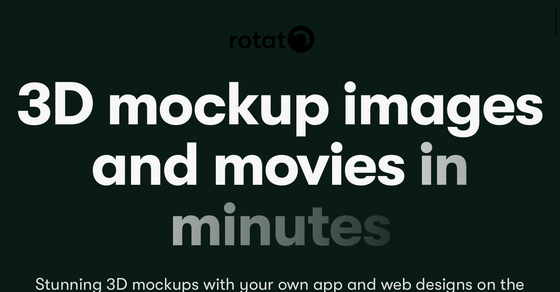 rotato
3D mockup images
and movies in
minutes
Stunning 3D mockups with your own app and web designs on the